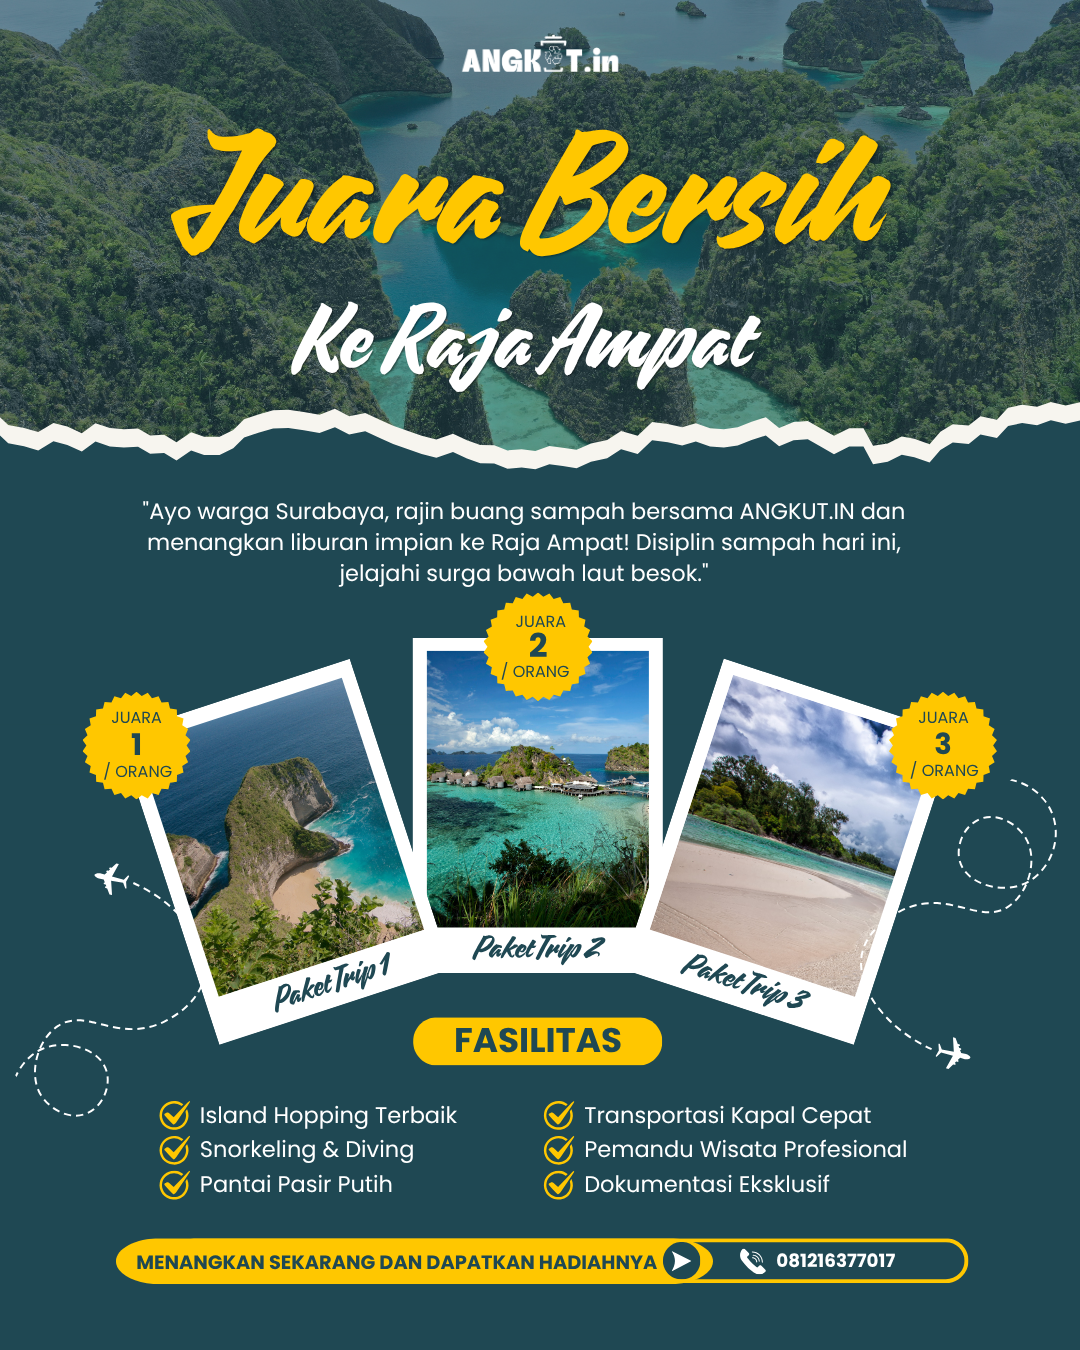 ANGKUT.in
Juara Bersih
Ke Raja Ampat
"Ayo warga Surabaya, rajin buang sampah bersama ANGKUT.IN dan
menangkan liburan impian ke Raja Ampat! Disiplin sampah hari ini,
jelajahi surga bawah laut besok."
JUARA
1
/ ORANG
JUARA
2
/ ORANG
JUARA
3
/ ORANG
Paket Trip 1
Paket Trip 2
Paket Trip 3
FASILITAS
Island Hopping Terbaik
Snorkeling & Diving
Pantai Pasir Putih
Transportasi Kapal Cepat
Pemandu Wisata Profesional
Dokumentasi Eksklusif
MENANGKAN SEKARANG DAN DAPATKAN HADIAHNYA
081216377017